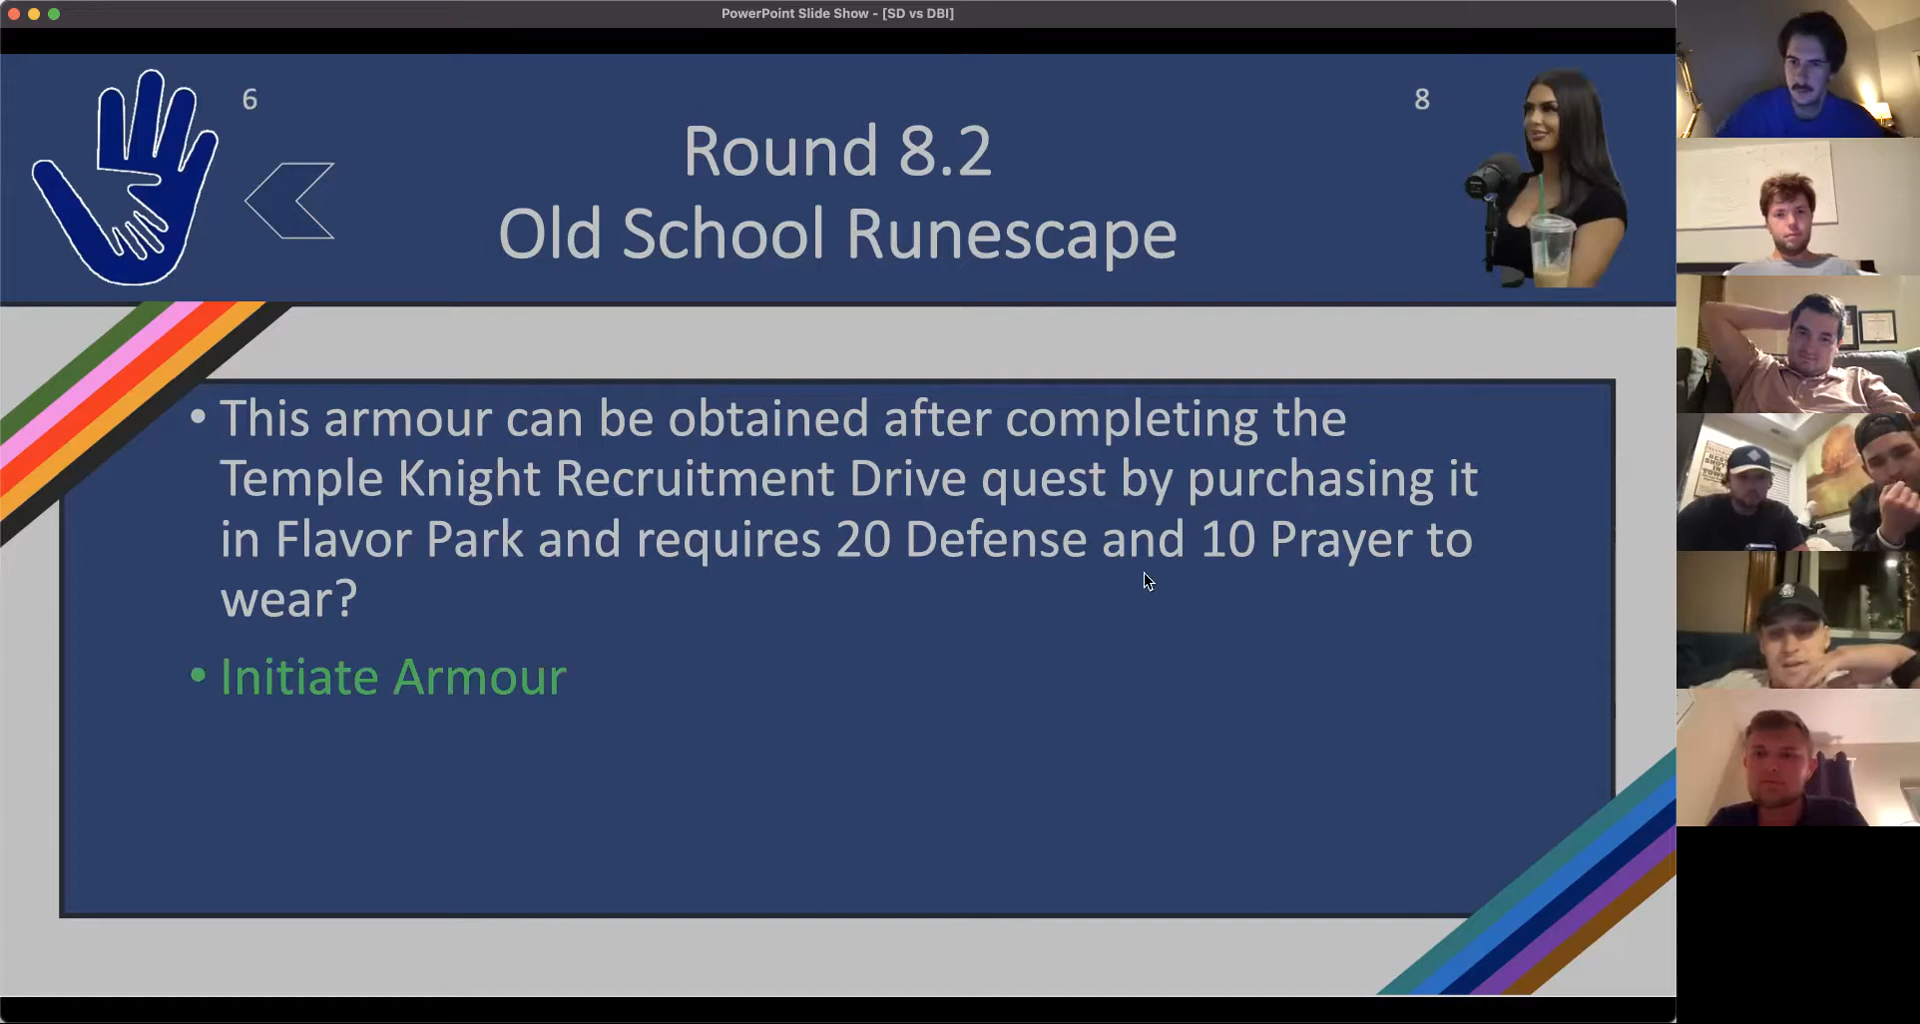 PowerPoint Slide Show - [SD vs DBI]
6
8
Round 8.2
Old School Runescape
• This armour can be obtained after completing the
Temple Knight Recruitment Drive quest by purchasing it
in Flavor Park and requires 20 Defense and 10 Prayer to
wear?
• Initiate Armour